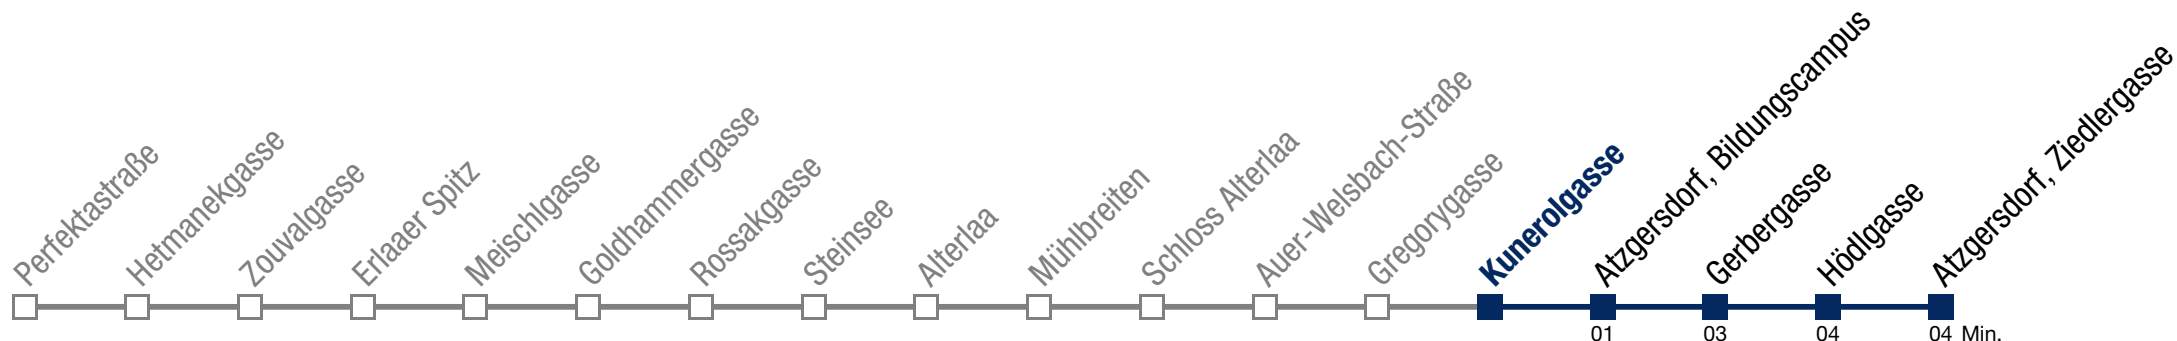 Perfektastraße
Hetmanekgasse
Zouvalgasse
Erlaaer Spitz
Meischlgasse
Goldhammergasse
Rossakgasse
Steinsee
Alterlaa
Mühlbreiten
Schloss Alterlaa
Auer-Welsbach-Straße
Gregorygasse
Kunerolgasse
Atzgersdorf, Bildungscampus
Gerbergasse
Hödlgasse
Atzgersdorf, Ziedlergasse
01 03 04 04 Min.